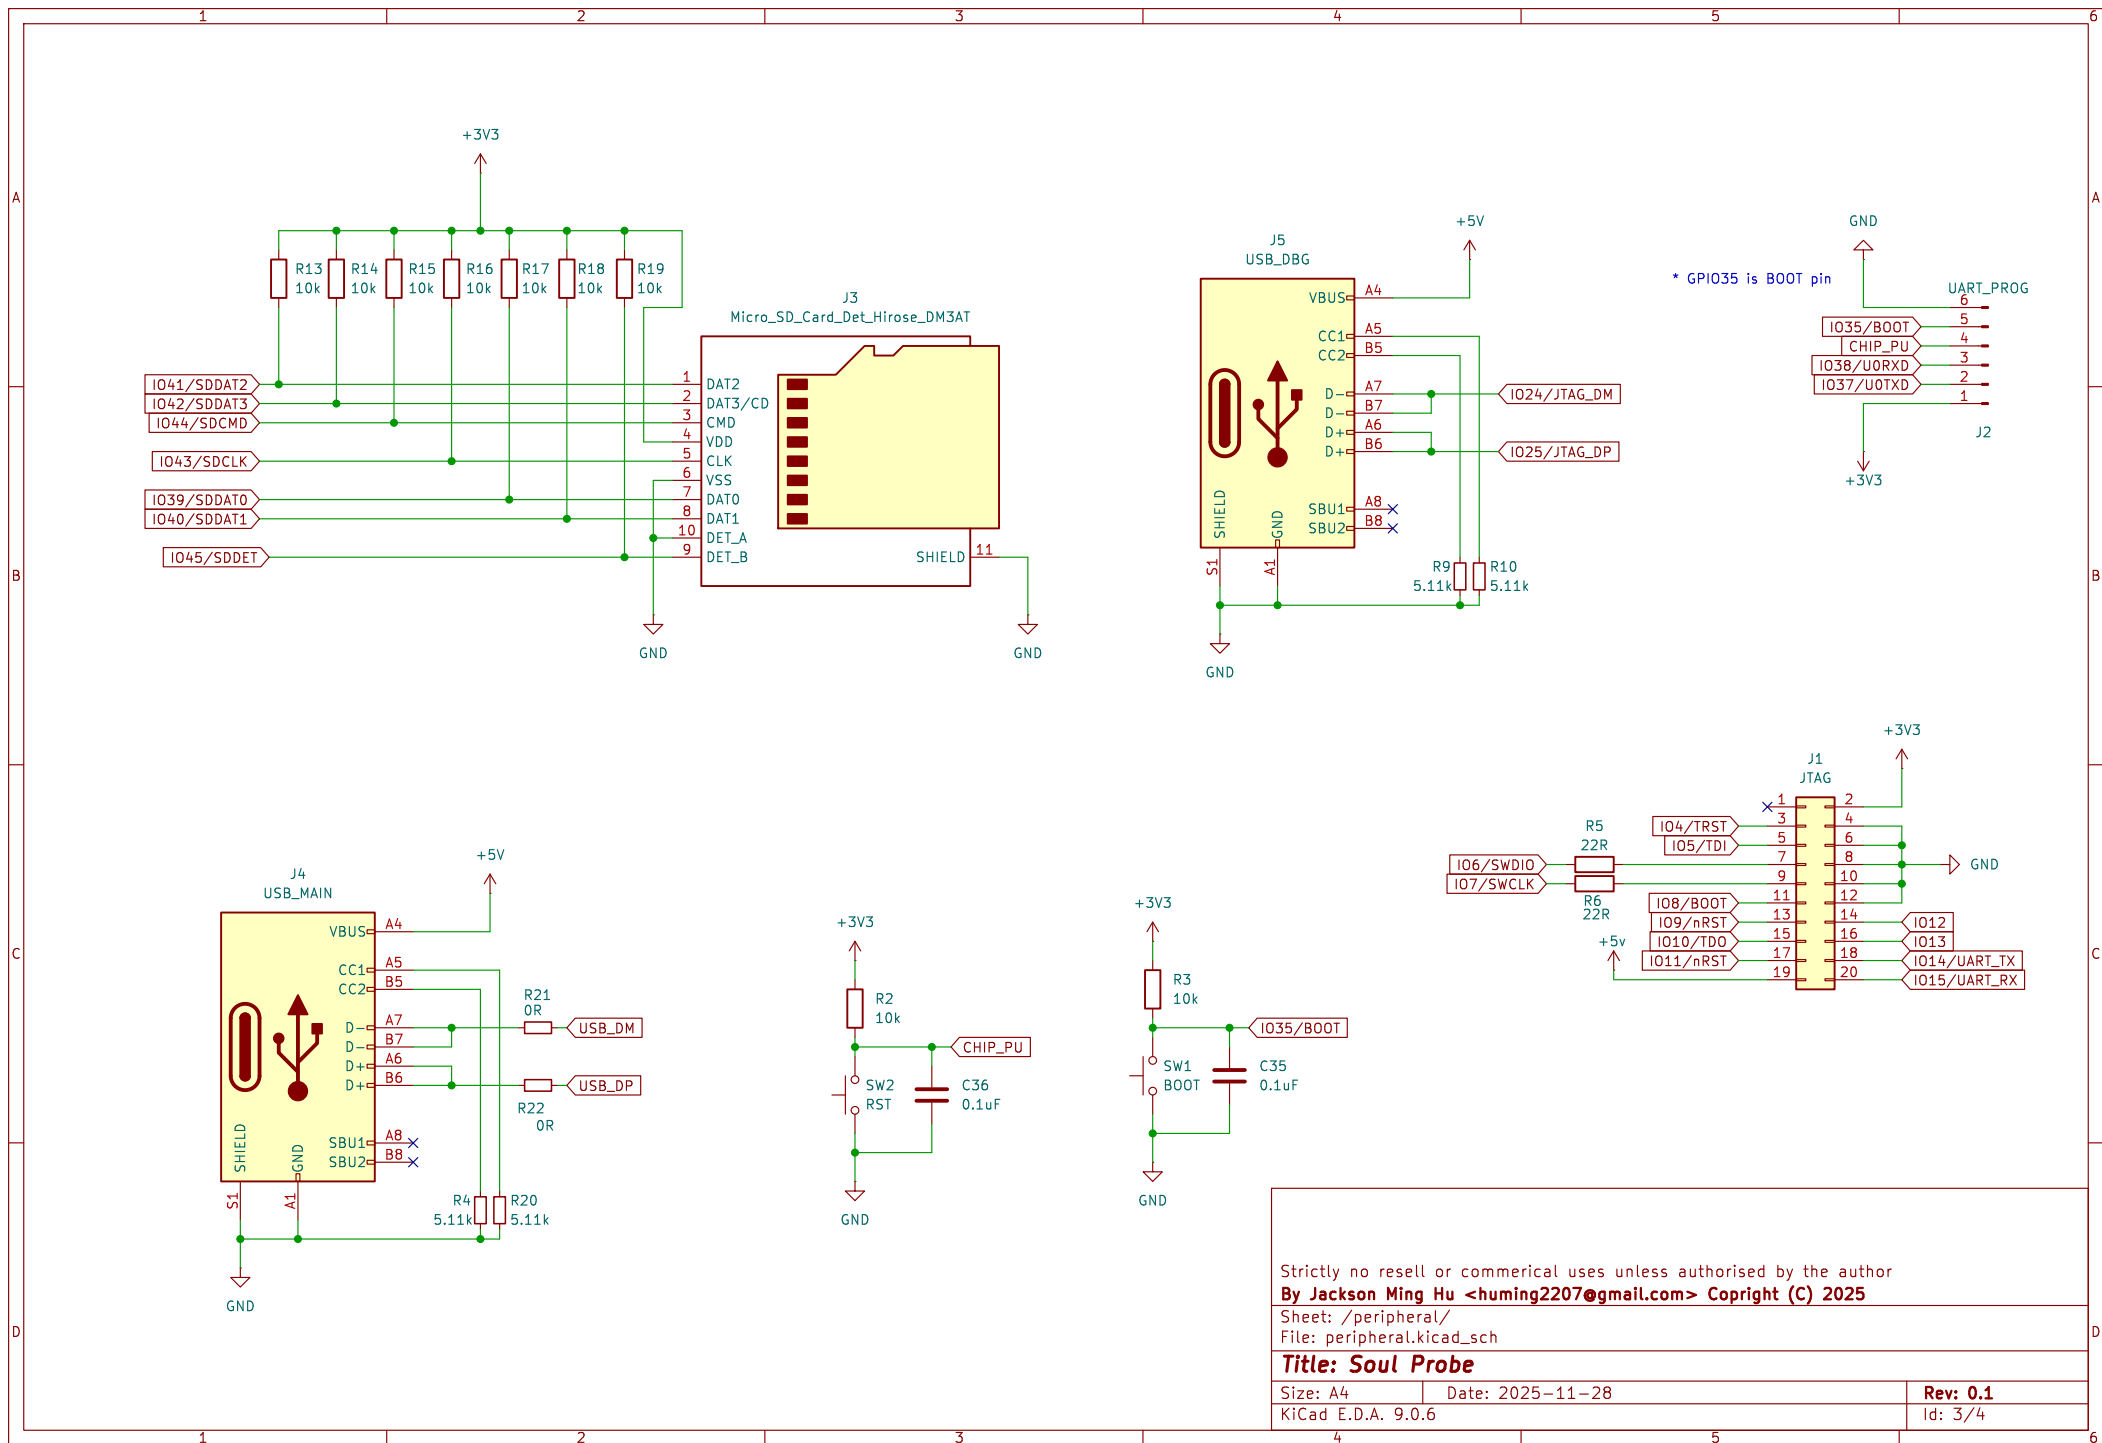 1 2 3 4 5 6
A
B
C
D
A
B
C
D
+3V3
R13
10k
R14
10k
R15
10k
R16
10k
R17
10k
R18
10k
R19
10k
J3
Micro_SD_Card_Det_Hirose_DM3AT
IO41/SDDAT2
IO42/SDDAT3
IO44/SDCMD
IO43/SDCLK
IO39/SDDAT0
IO40/SDDAT1
IO45/SDDET
1 DAT2
2 DAT3/CD
3 CMD
4 VDD
5 CLK
6 VSS
7 DAT0
8 DAT1
10 DET_A
9 DET_B
SHIELD 11
GND
GND
J5
USB_DBG
+5V
VBUS A4
CC1 A5
CC2 B5
D- A7
D- B7
D+ A6
D+ B6
SBU1 A8
SBU2 B8
SHIELD
GND
S1
A1
IO24/JTAG_DM
IO25/JTAG_DP
R9
5.11k
R10
5.11k
GND
GND
* GPIO35 is BOOT pin
UART_PROG
6
IO35/BOOT 5
CHIP_PU 4
IO38/U0RXD 3
IO37/U0TXD 2
1
J2
+3V3
J4
USB_MAIN
+5V
VBUS A4
CC1 A5
CC2 B5
D- A7
D- B7
D+ A6
D+ B6
SBU1 A8
SBU2 B8
SHIELD
GND
S1
A1
R21
0R
USB_DM
USB_DP
R22
0R
R4
5.11k
R20
5.11k
GND
+3V3
R2
10k
CHIP_PU
SW2
RST
C36
0.1uF
GND
+3V3
R3
10k
IO35/BOOT
SW1
BOOT
C35
0.1uF
GND
+3V3
J1
JTAG
1 2
IO4/TRST 3 4
IO5/TDI 5 6
R5
22R
IO6/SWDIO 7 8 GND
IO7/SWCLK 9 10
R6
22R
IO8/BOOT 11 12
IO9/nRST 13 14 IO12
+5v
IO10/TDO 15 16 IO13
IO11/nRST 17 18 IO14/UART_TX
19 20 IO15/UART_RX
Strictly no resell or commerical uses unless authorised by the author
By Jackson Ming Hu <huming2207@gmail.com> Copright (C) 2025
Sheet: /peripheral/
File: peripheral.kicad_sch
Title: Soul Probe
Size: A4 Date: 2025-11-28 Rev: 0.1
KiCad E.D.A. 9.0.6 Id: 3/4
1 2 3 4 5 6